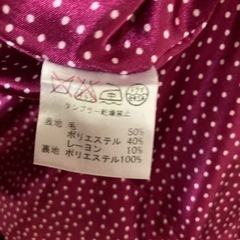 タンブラー乾燥禁止
表地 毛 50%
ポリエステル 40%
レーヨン 10%
裏地 ポリエステル100%